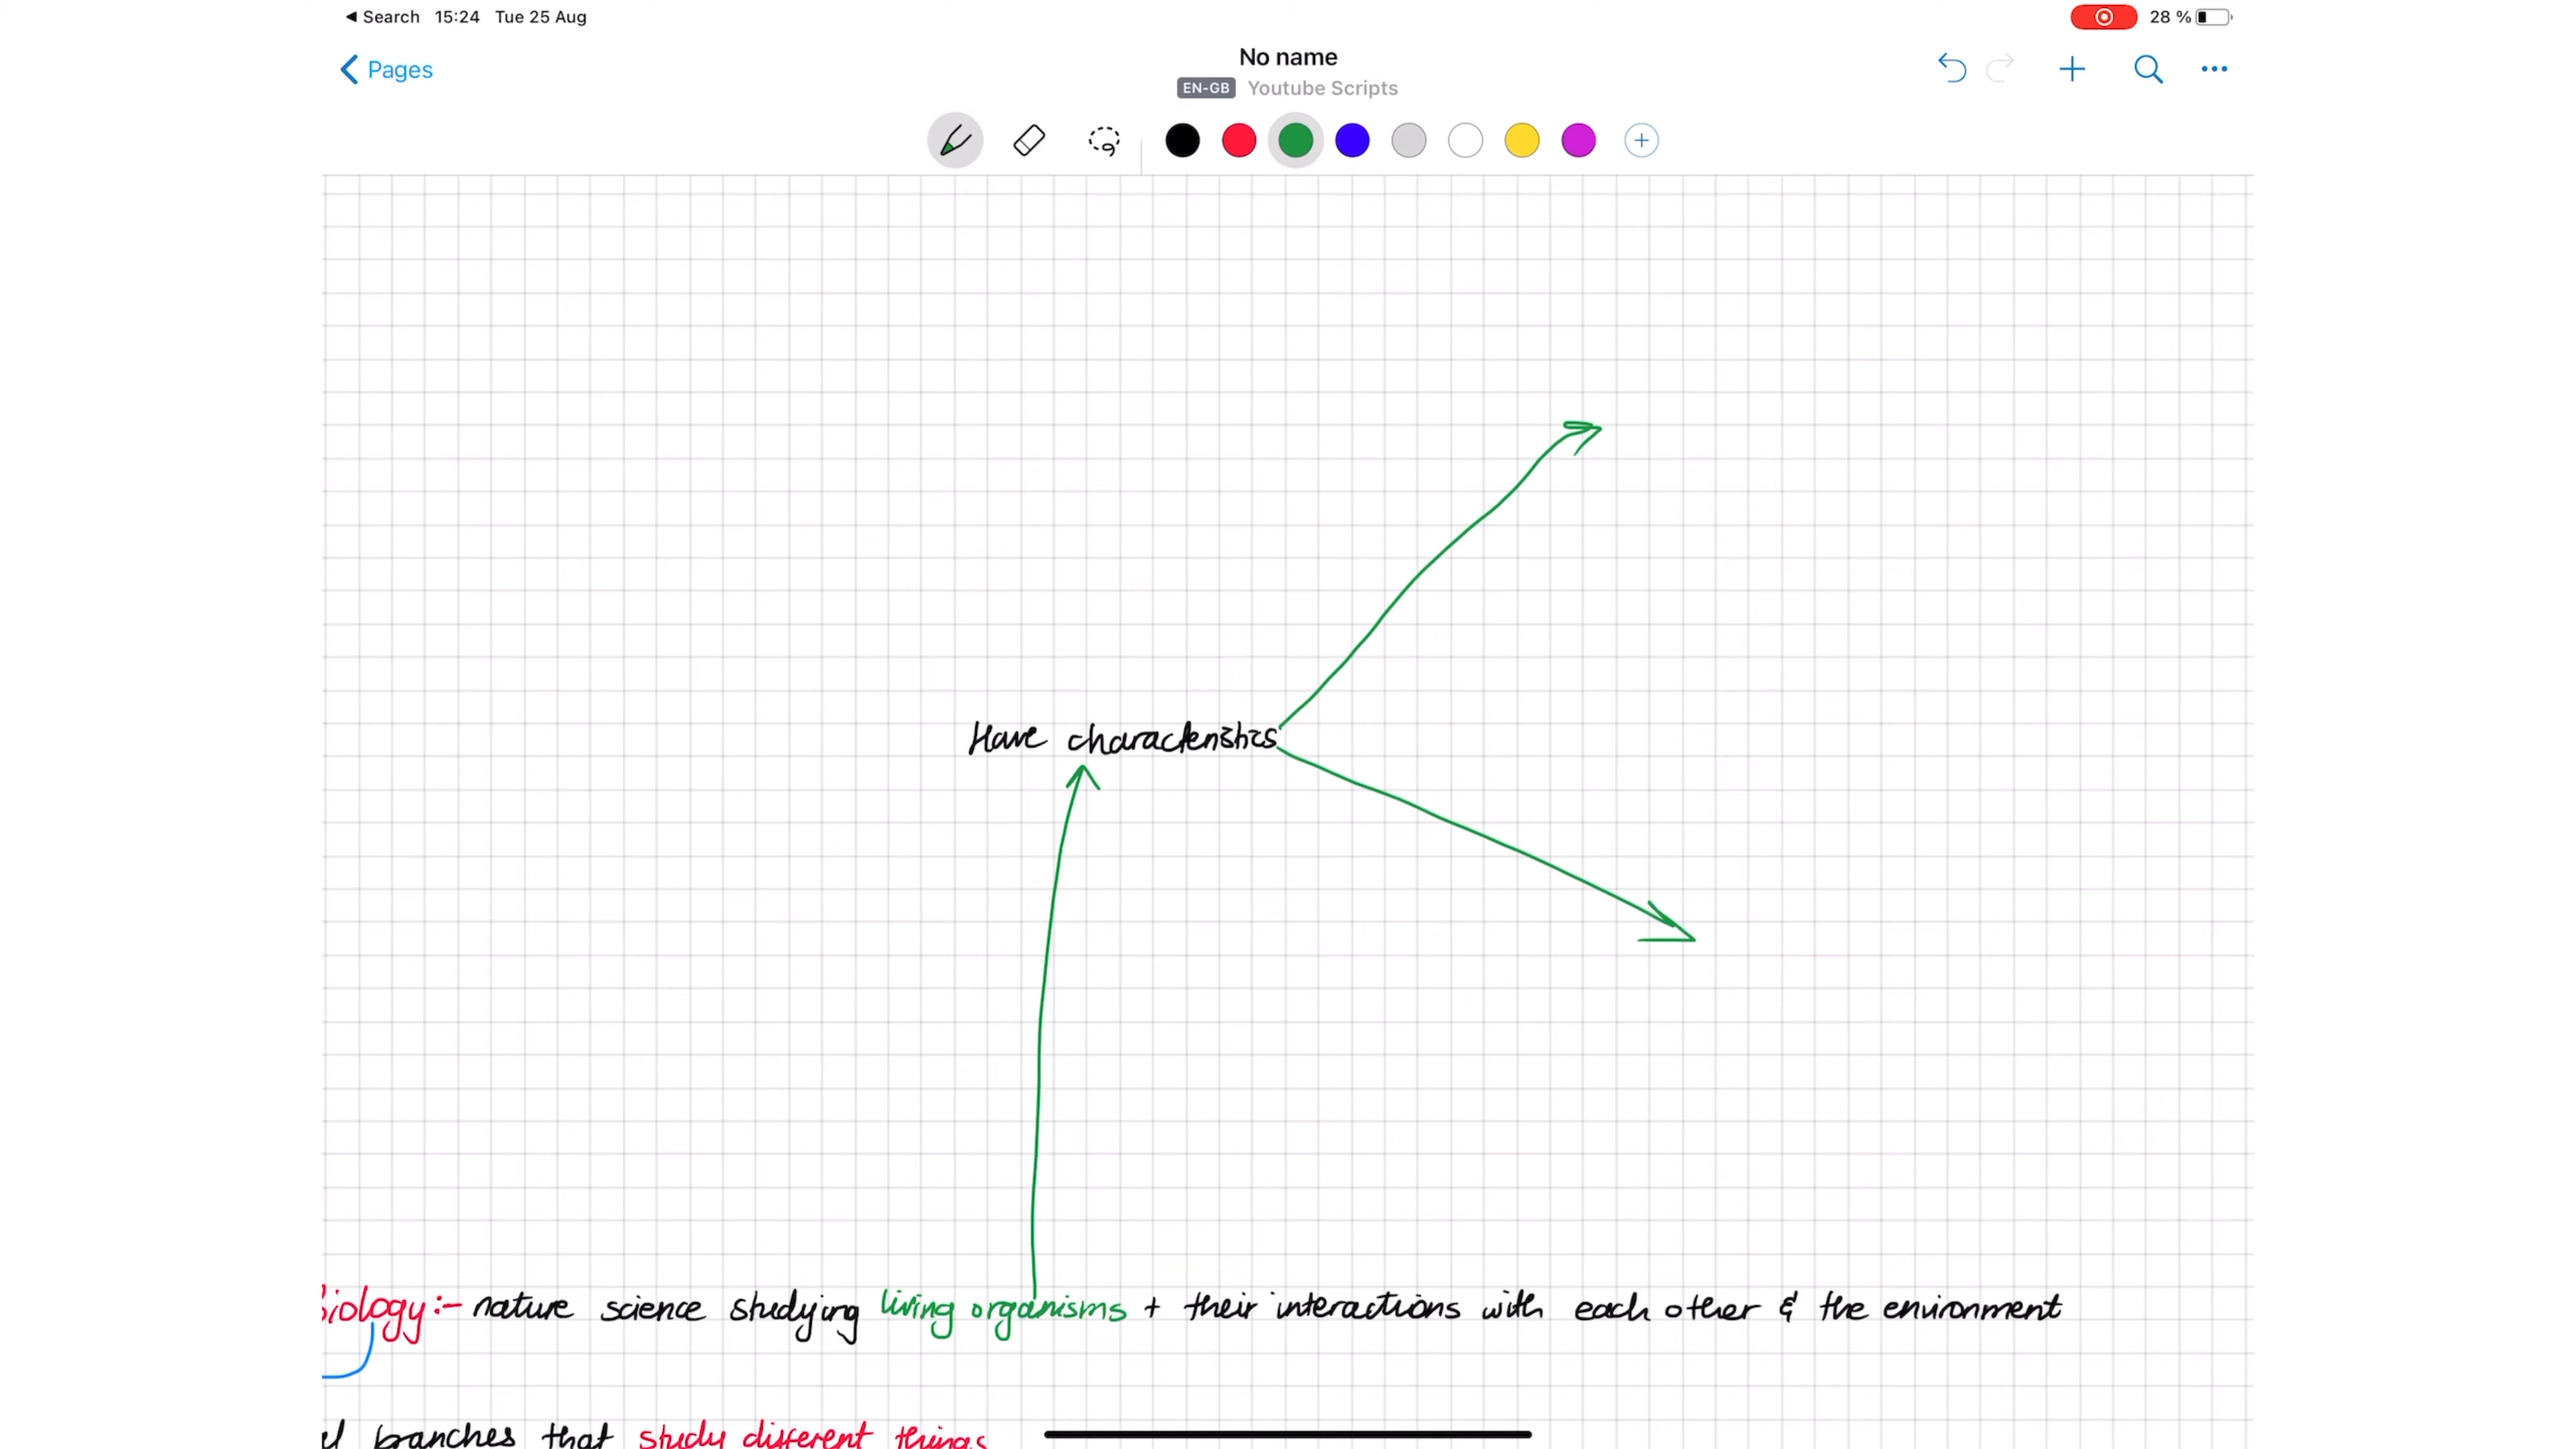 Search 15:24 Tue 25 Aug 28 %
Pages
No name
EN-GB Youtube Scripts
Have characteristics
Biology:- nature science studying living organisms + their interactions with each other & the environment
branches that study different things